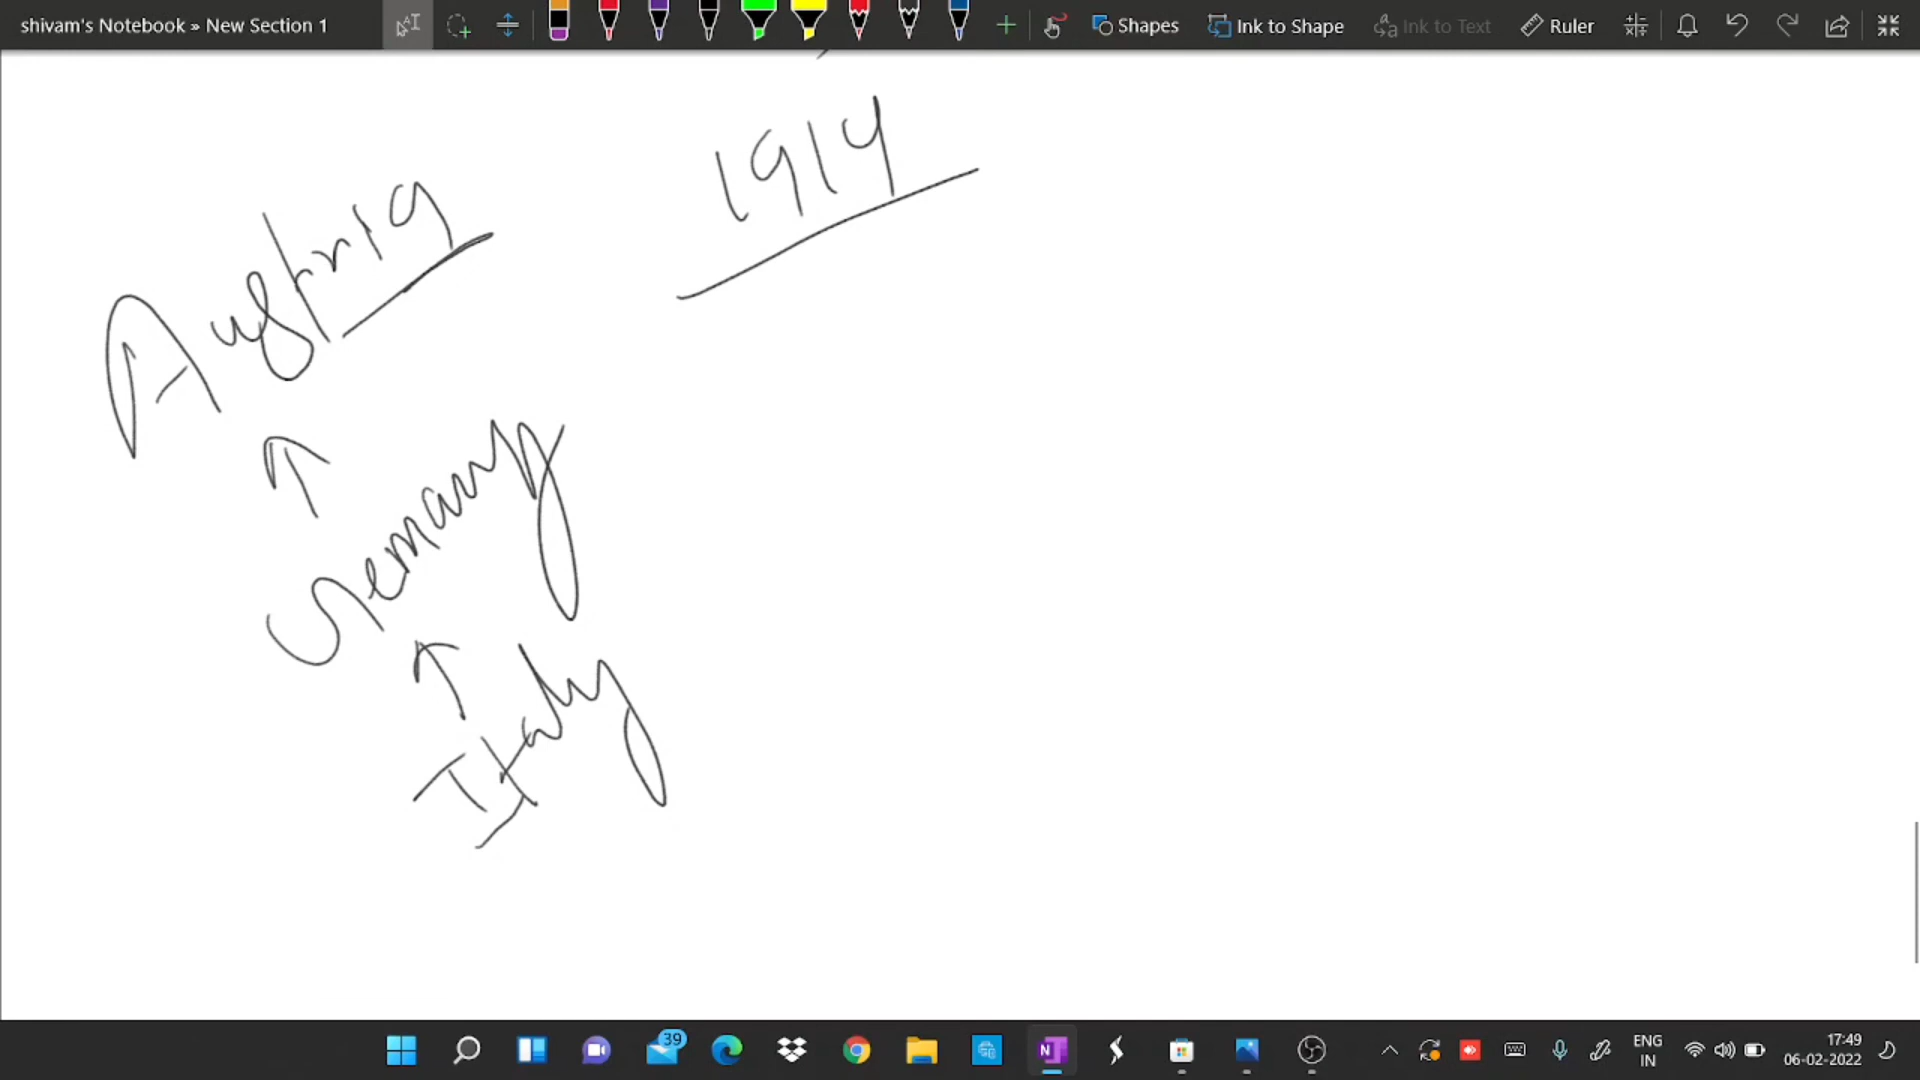 shivam's Notebook » New Section 1
Shapes
Ink to Shape
Ink to Text
Ruler
1914
Austria
↑
Germany
↑
Italy
39
ENG
IN
17:49
06-02-2022